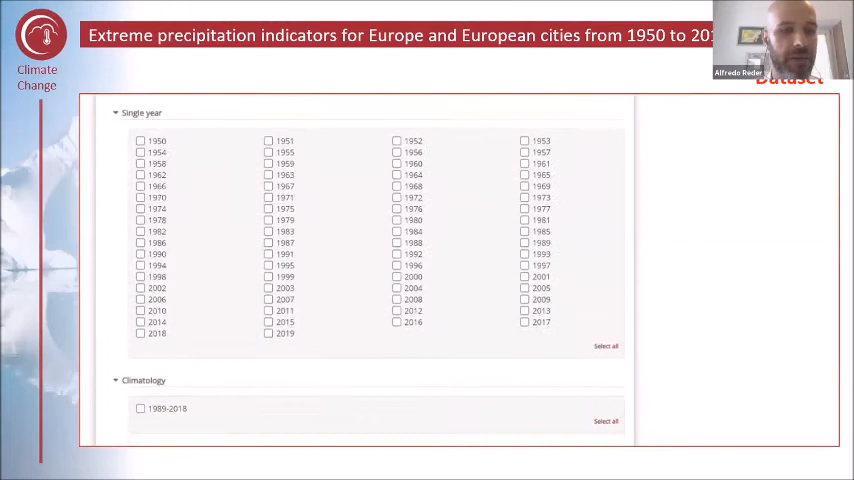 Extreme precipitation indicators for Europe and European cities from 1950 to
Alfredo Reder
Climate
Change
Dataset
Single year
1950 1951 1952 1953
1954 1955 1956 1957
1958 1959 1960 1961
1962 1963 1964 1965
1966 1967 1968 1969
1970 1971 1972 1973
1974 1975 1976 1977
1978 1979 1980 1981
1982 1983 1984 1985
1986 1987 1988 1989
1990 1991 1992 1993
1994 1995 1996 1997
1998 1999 2000 2001
2002 2003 2004 2005
2006 2007 2008 2009
2010 2011 2012 2013
2014 2015 2016 2017
2018 2019
Select all
Climatology
1989-2018
Select all